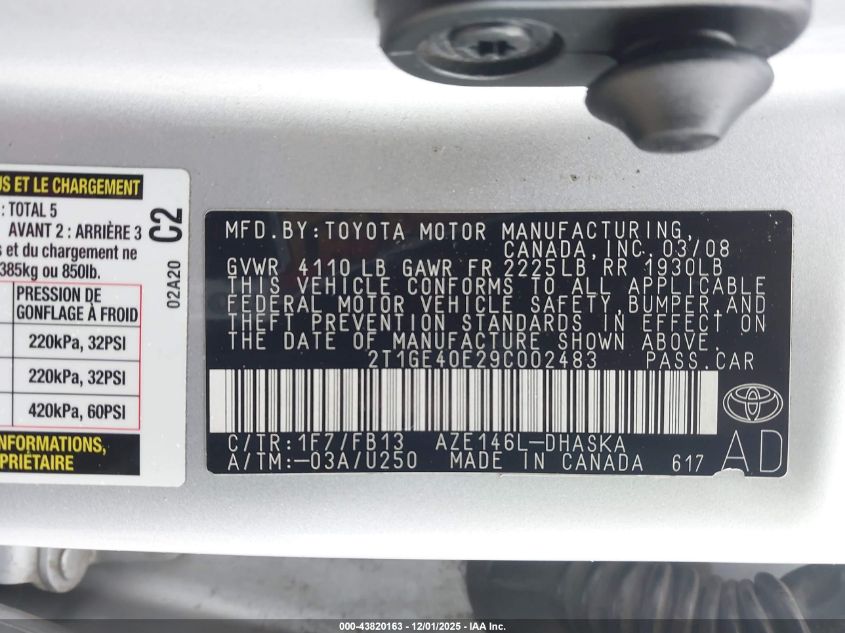 US ET LE CHARGEMENT
: TOTAL 5
AVANT 2 : ARRIÈRE 3
s et du chargement ne
385kg ou 850lb.
PRESSION DE
GONFLAGE À FROID
220kPa, 32PSI
220kPa, 32PSI
420kPa, 60PSI
INFORMATIONS,
PRIÉTAIRE
C2
02A20
MFD.BY:TOYOTA MOTOR MANUFACTURING,
CANADA, INC. 03/08
GVWR 4110LB GAWR FR 2225LB RR 1930LB
THIS VEHICLE CONFORMS TO ALL APPLICABLE
FEDERAL MOTOR VEHICLE SAFETY, BUMPER, AND
THEFT PREVENTION STANDARDS IN EFFECT ON
THE DATE OF MANUFACTURE SHOWN ABOVE.
2T1GE40E29C002483 PASS.CAR
C/TR:1F7/FB13 AZE146L-DHASKA
A/TM:-03A/U250 MADE IN CANADA 617
AD
000-43820163 - 12/01/2025 - IAA Inc.